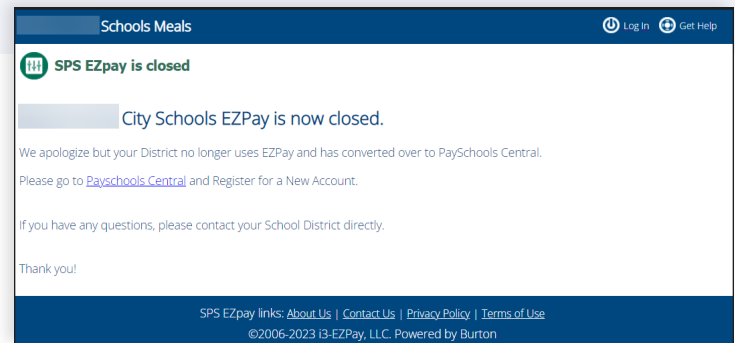 Schools Meals
Log In Get Help
SPS EZpay is closed
City Schools EZPay is now closed.
We apologize but your District no longer uses EZPay and has converted over to PaySchools Central.
Please go to Payschools Central and Register for a New Account.
If you have any questions, please contact your School District directly.
Thank you!
SPS EZpay links: About Us | Contact Us | Privacy Policy | Terms of Use
©2006-2023 i3-EZPay, LLC. Powered by Burton